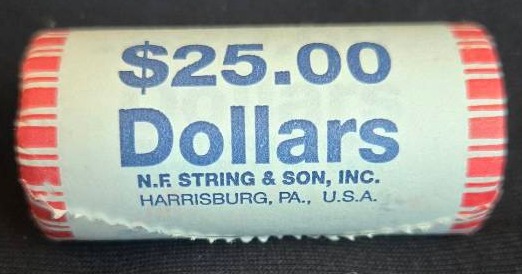 $25.00
Dollars
N.F. STRING & SON, INC.
HARRISBURG, PA., U.S.A.